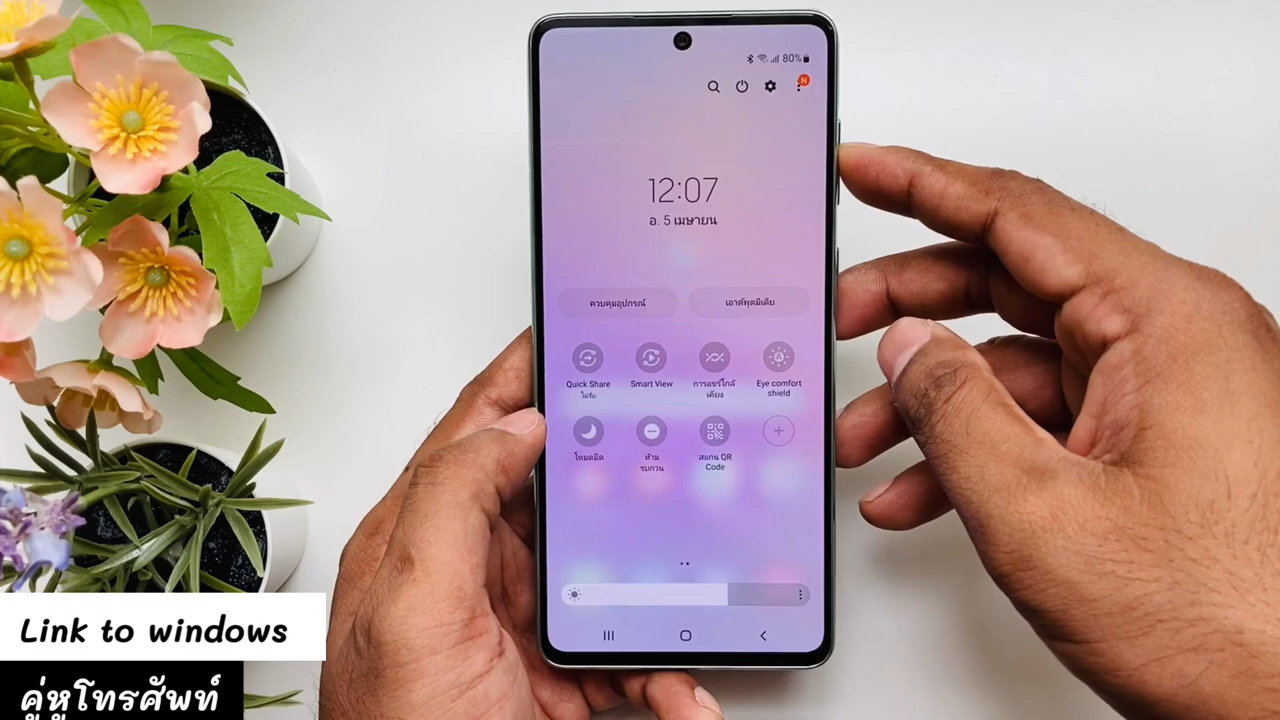 80%
N
12:07
อ. 5 เมษายน
ควบคุมอุปกรณ์
เอาต์พุตมีเดีย
Quick Share
ไม่รับ
Smart View
การแชร์ใกล้
เคียง
Eye comfort
shield
โหมดมืด
ห้าม
รบกวน
สแกน QR
Code
Link to windows
คู่หูโทรศัพท์